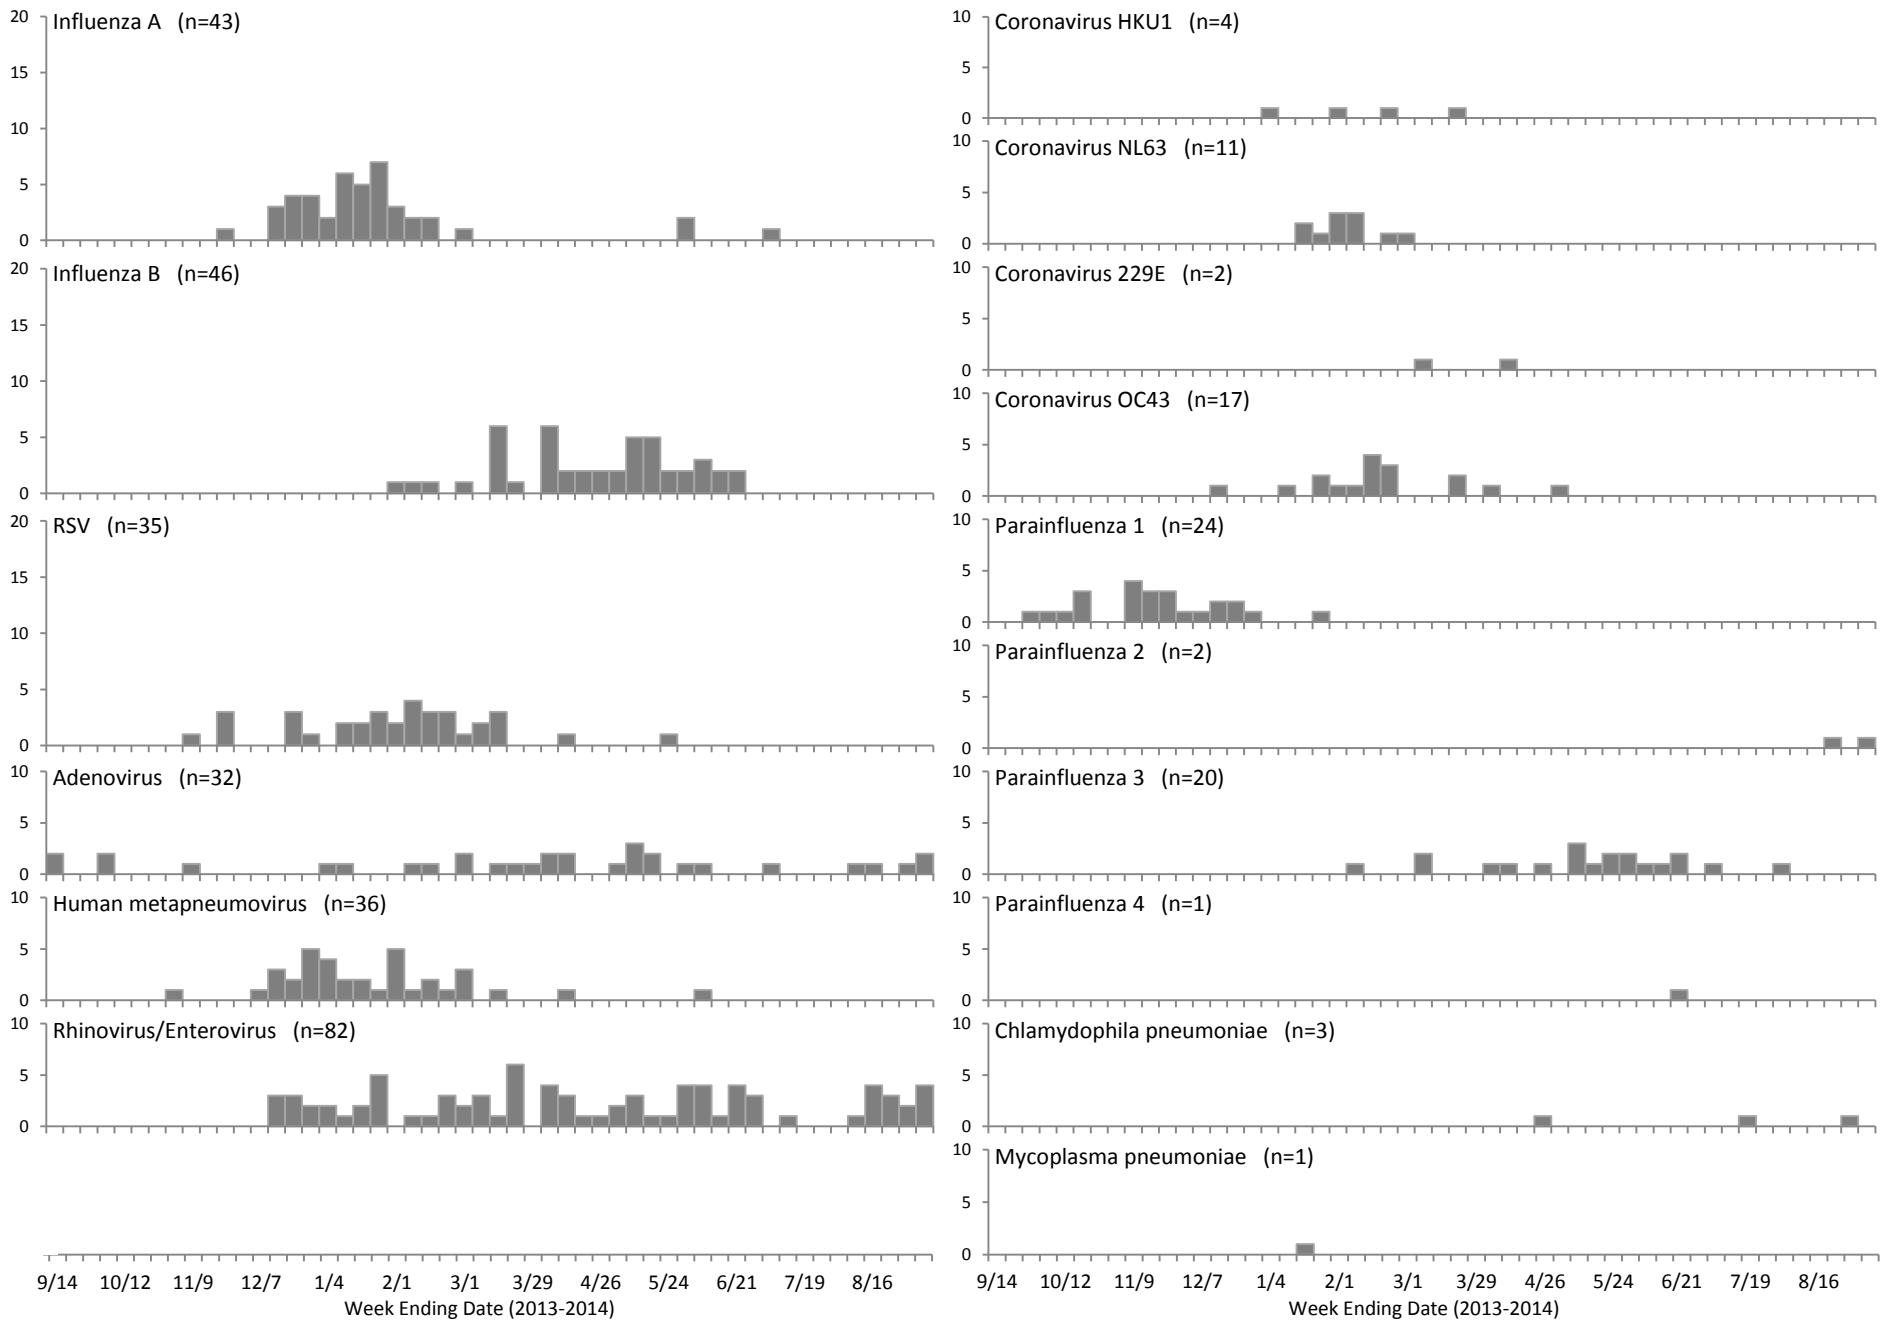 Influenza A (n=43)
20
15
10
5
0
Influenza B (n=46)
20
15
10
5
0
RSV (n=35)
20
15
10
5
0
Adenovirus (n=32)
10
5
0
Human metapneumovirus (n=36)
10
5
0
Rhinovirus/Enterovirus (n=82)
10
5
0
9/14 10/12 11/9 12/7 1/4 2/1 3/1 3/29 4/26 5/24 6/21 7/19 8/16
Week Ending Date (2013-2014)
Coronavirus HKU1 (n=4)
10
5
0
Coronavirus NL63 (n=11)
10
5
0
Coronavirus 229E (n=2)
10
5
0
Coronavirus OC43 (n=17)
10
5
0
Parainfluenza 1 (n=24)
10
5
0
Parainfluenza 2 (n=2)
10
5
0
Parainfluenza 3 (n=20)
10
5
0
Parainfluenza 4 (n=1)
10
5
0
Chlamydophila pneumoniae (n=3)
10
5
0
Mycoplasma pneumoniae (n=1)
10
5
0
9/14 10/12 11/9 12/7 1/4 2/1 3/1 3/29 4/26 5/24 6/21 7/19 8/16
Week Ending Date (2013-2014)